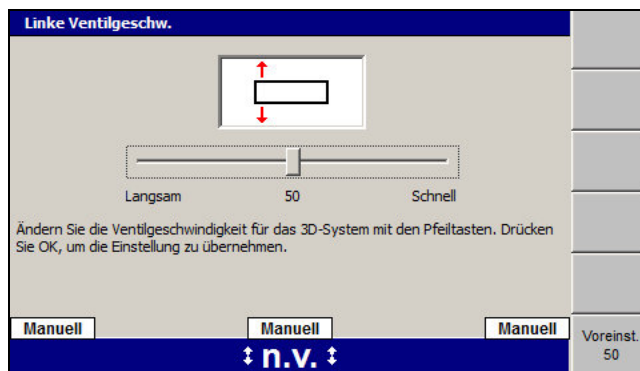 Linke Ventilgeschw.
Langsam 50 Schnell
Ändern Sie die Ventilgeschwindigkeit für das 3D-System mit den Pfeiltasten. Drücken
Sie OK, um die Einstellung zu übernehmen.
Manuell Manuell Manuell
n.v.
Voreinst.
50